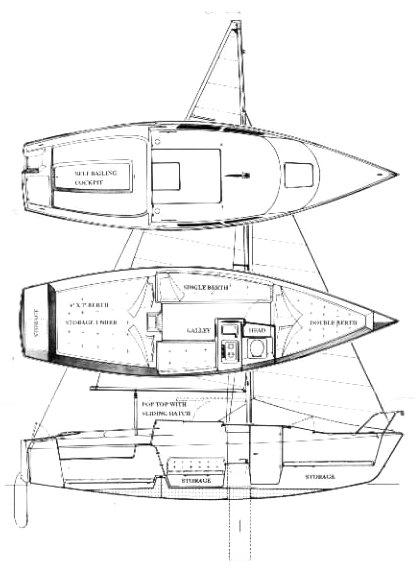 SELF BAILING
COCKPIT
SINGLE BERTH
6' X 7' BERTH
STORAGE UNDER
STORAGE
GALLEY
HEAD
DOUBLE BERTH
POP TOP WITH
SLIDING HATCH
STORAGE
STORAGE